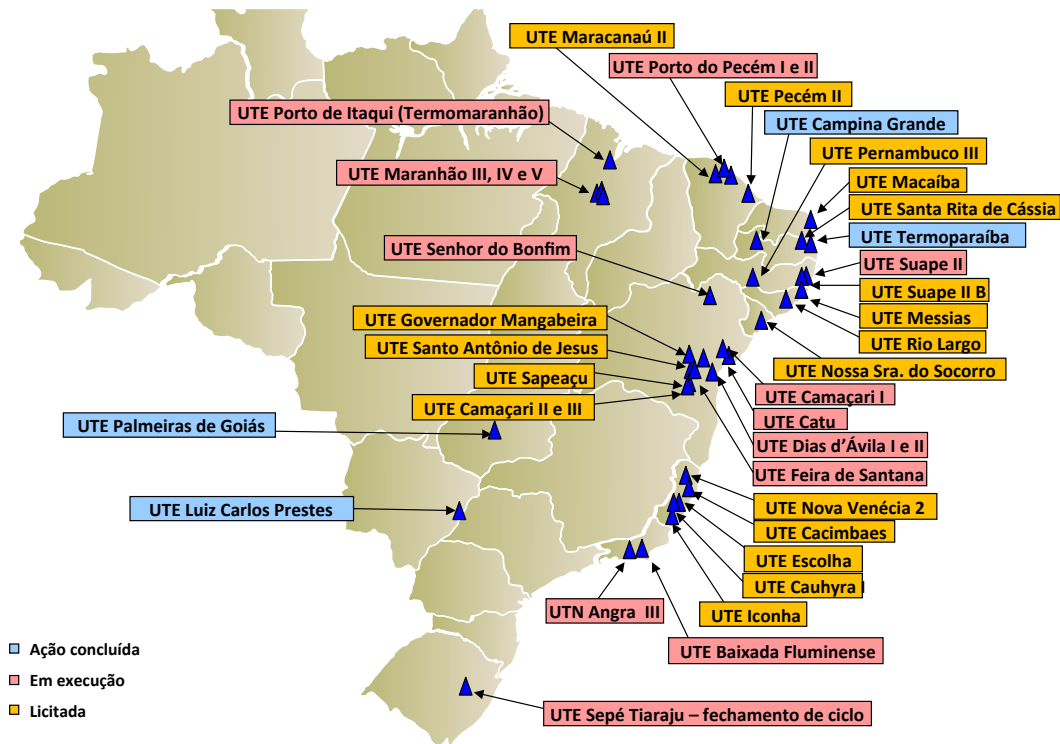 UTE Maracanaú II
UTE Porto do Pecém I e II
UTE Pecém II
UTE Porto de Itaqui (Termomaranhão)
UTE Campina Grande
UTE Pernambuco III
UTE Maranhão III, IV e V
UTE Macaíba
UTE Santa Rita de Cássia
UTE Termoparaíba
UTE Senhor do Bonfim
UTE Suape II
UTE Suape II B
UTE Governador Mangabeira
UTE Messias
UTE Rio Largo
UTE Santo Antônio de Jesus
UTE Nossa Sra. do Socorro
UTE Sapeaçu
UTE Camaçari I
UTE Camaçari II e III
UTE Catu
UTE Palmeiras de Goiás
UTE Dias d’Ávila I e II
UTE Feira de Santana
UTE Luiz Carlos Prestes
UTE Nova Venécia 2
UTE Cacimbaes
UTE Escolha
UTE Cauhyra I
UTN Angra III
UTE Iconha
UTE Baixada Fluminense
Ação concluída
Em execução
Licitada
UTE Sepé Tiaraju – fechamento de ciclo